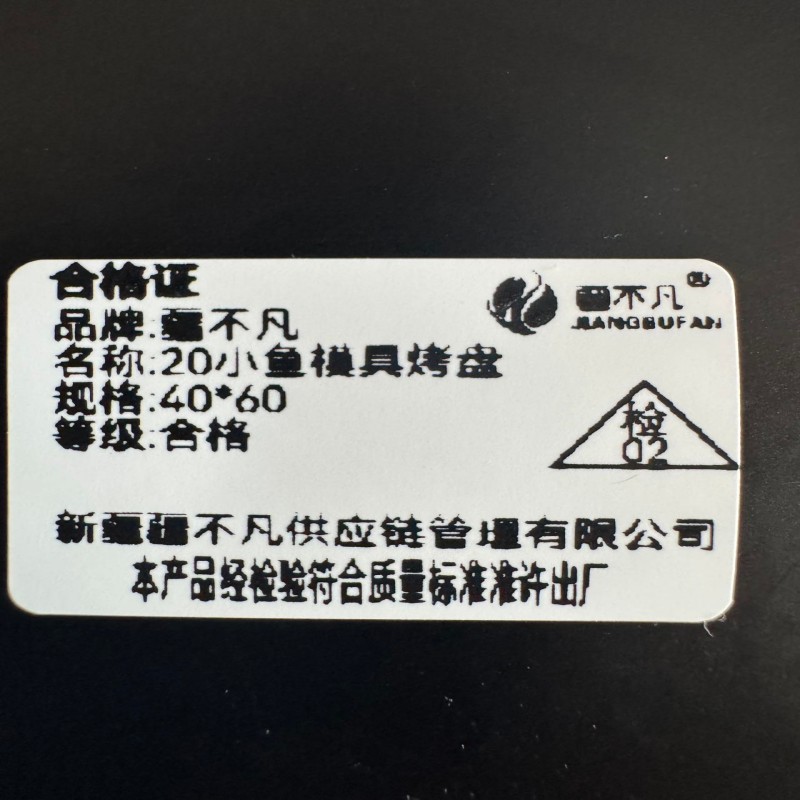 合格证
品牌:疆不凡
名称:20小鱼模具烤盘
规格:40*60
等级:合格
疆不凡®
JIANGBUFAN
检
02
新疆疆不凡供应链管理有限公司
本产品经检验符合质量标准准许出厂